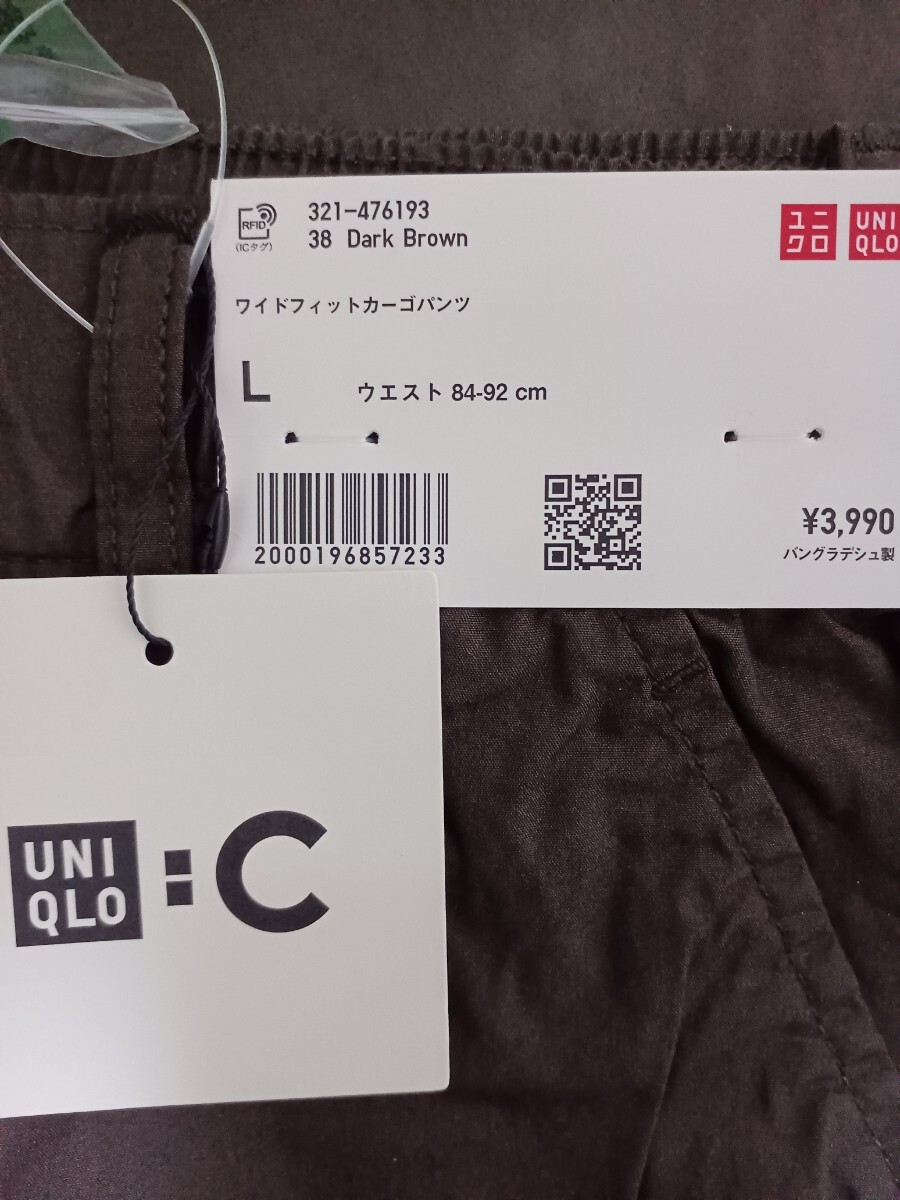 RFID
(ICタグ)
321-476193
38 Dark Brown
ユニ
クロ
UNI
QLO
ワイドフィットカーゴパンツ
L
ウエスト 84-92 cm
2000196857233
¥3,990
バングラデシュ製
UNI
QLO
: C